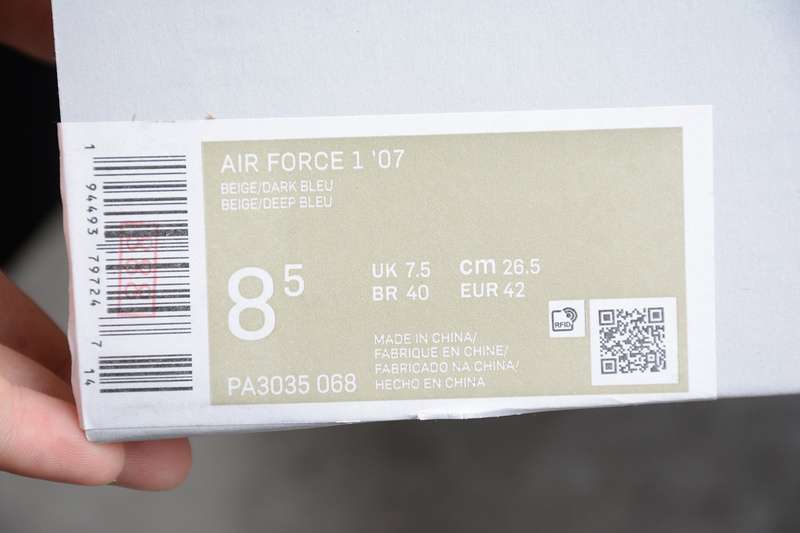 AIR FORCE 1 '07
BEIGE/DARK BLEU
BEIGE/DEEP BLEU
8 5
UK 7.5 cm 26.5
BR 40 EUR 42
PA3035 068
MADE IN CHINA/
FABRIQUE EN CHINE/
FABRICADO NA CHINA/
HECHO EN CHINA
RFID
1 94493 79724 7 14